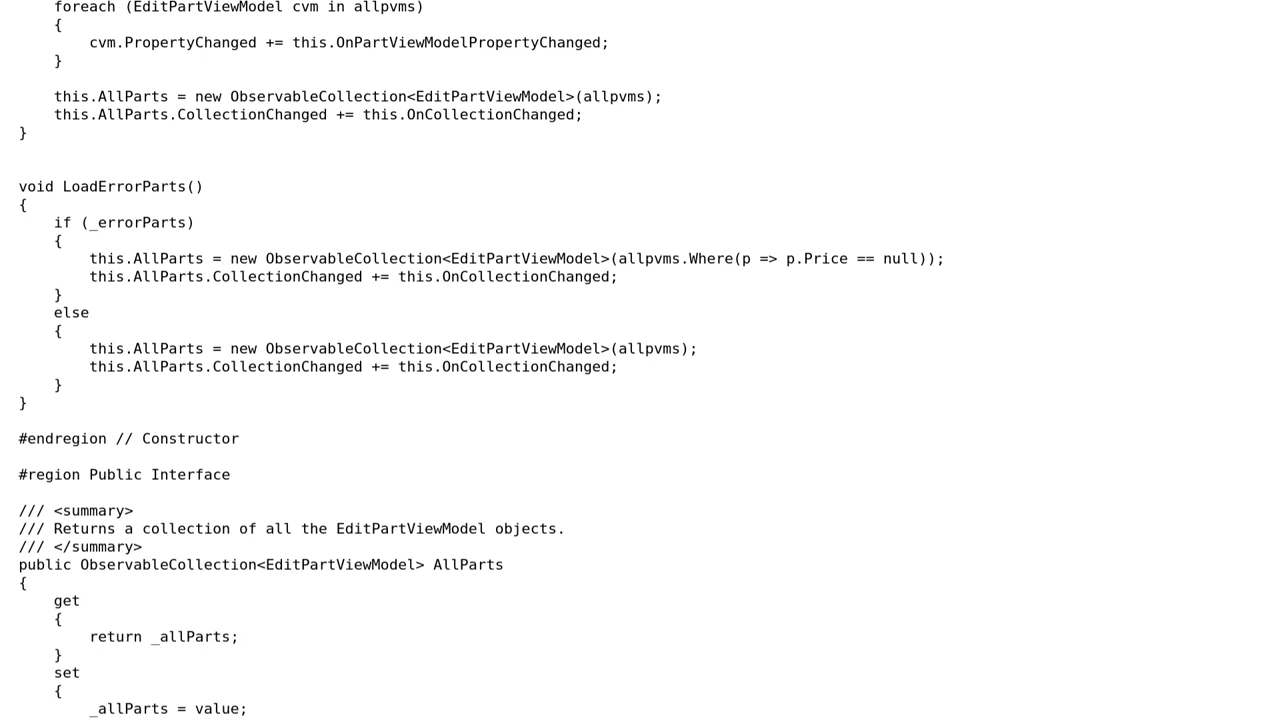 foreach (EditPartViewModel cvm in allpvms)
{
cvm.PropertyChanged += this.OnPartViewModelPropertyChanged;
}
this.AllParts = new ObservableCollection<EditPartViewModel>(allpvms);
this.AllParts.CollectionChanged += this.OnCollectionChanged;
}
void LoadErrorParts()
{
if (_errorParts)
{
this.AllParts = new ObservableCollection<EditPartViewModel>(allpvms.Where(p => p.Price == null));
this.AllParts.CollectionChanged += this.OnCollectionChanged;
}
else
{
this.AllParts = new ObservableCollection<EditPartViewModel>(allpvms);
this.AllParts.CollectionChanged += this.OnCollectionChanged;
}
}
#endregion // Constructor
#region Public Interface
/// <summary>
/// Returns a collection of all the EditPartViewModel objects.
/// </summary>
public ObservableCollection<EditPartViewModel> AllParts
{
get
{
return _allParts;
}
set
{
_allParts = value;